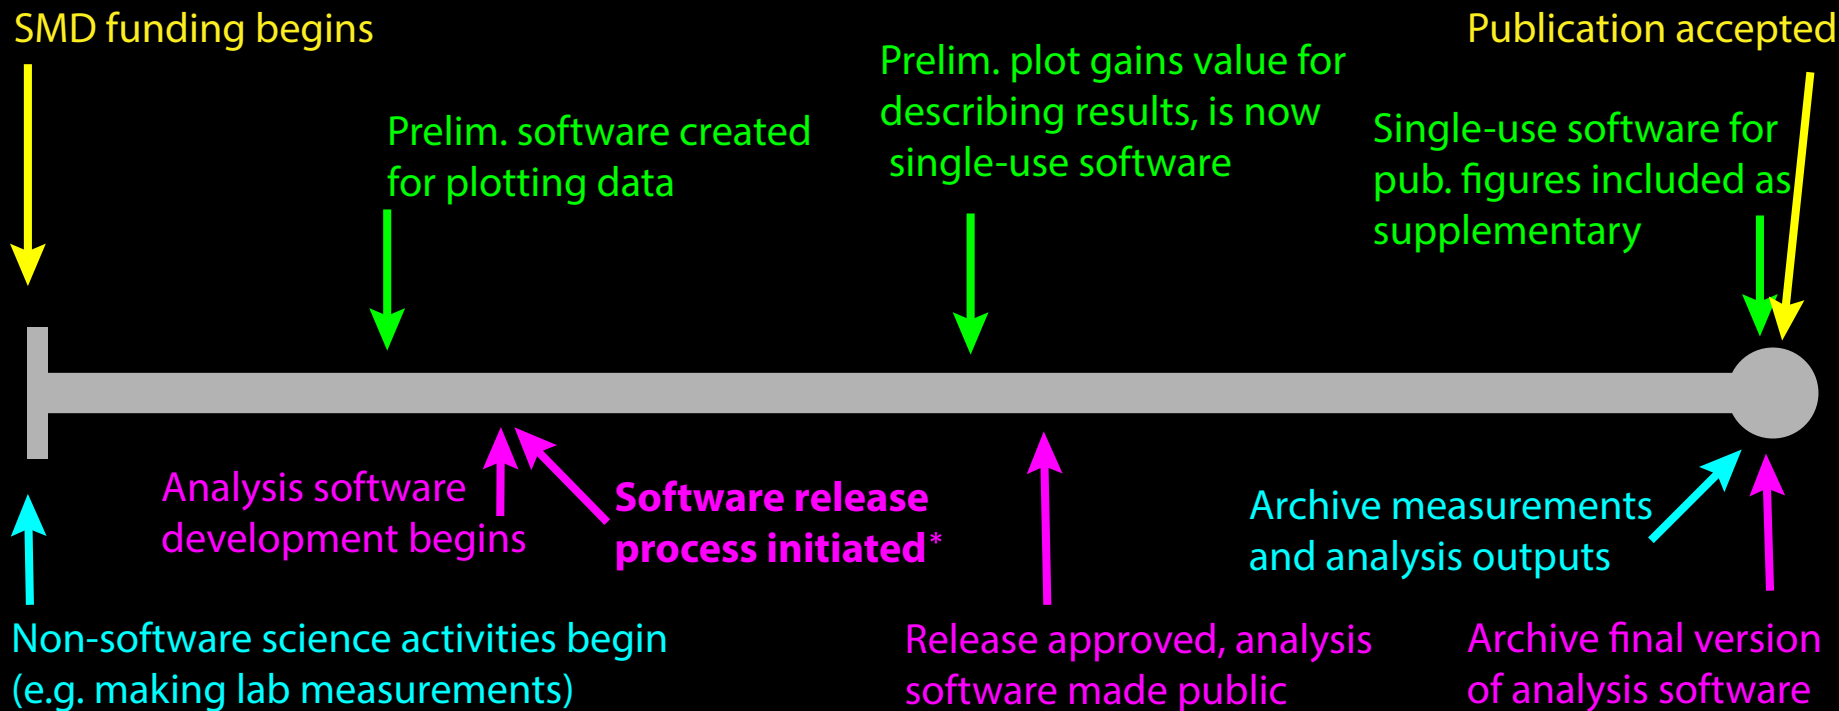 SMD funding begins
Publication accepted
Prelim. plot gains value for
describing results, is now
single-use software
Prelim. software created
for plotting data
Single-use software for
pub. figures included as
supplementary
Analysis software
development begins
Software release
process initiated*
Archive measurements
and analysis outputs
Non-software science activities begin
(e.g. making lab measurements)
Release approved, analysis
software made public
Archive final version
of analysis software